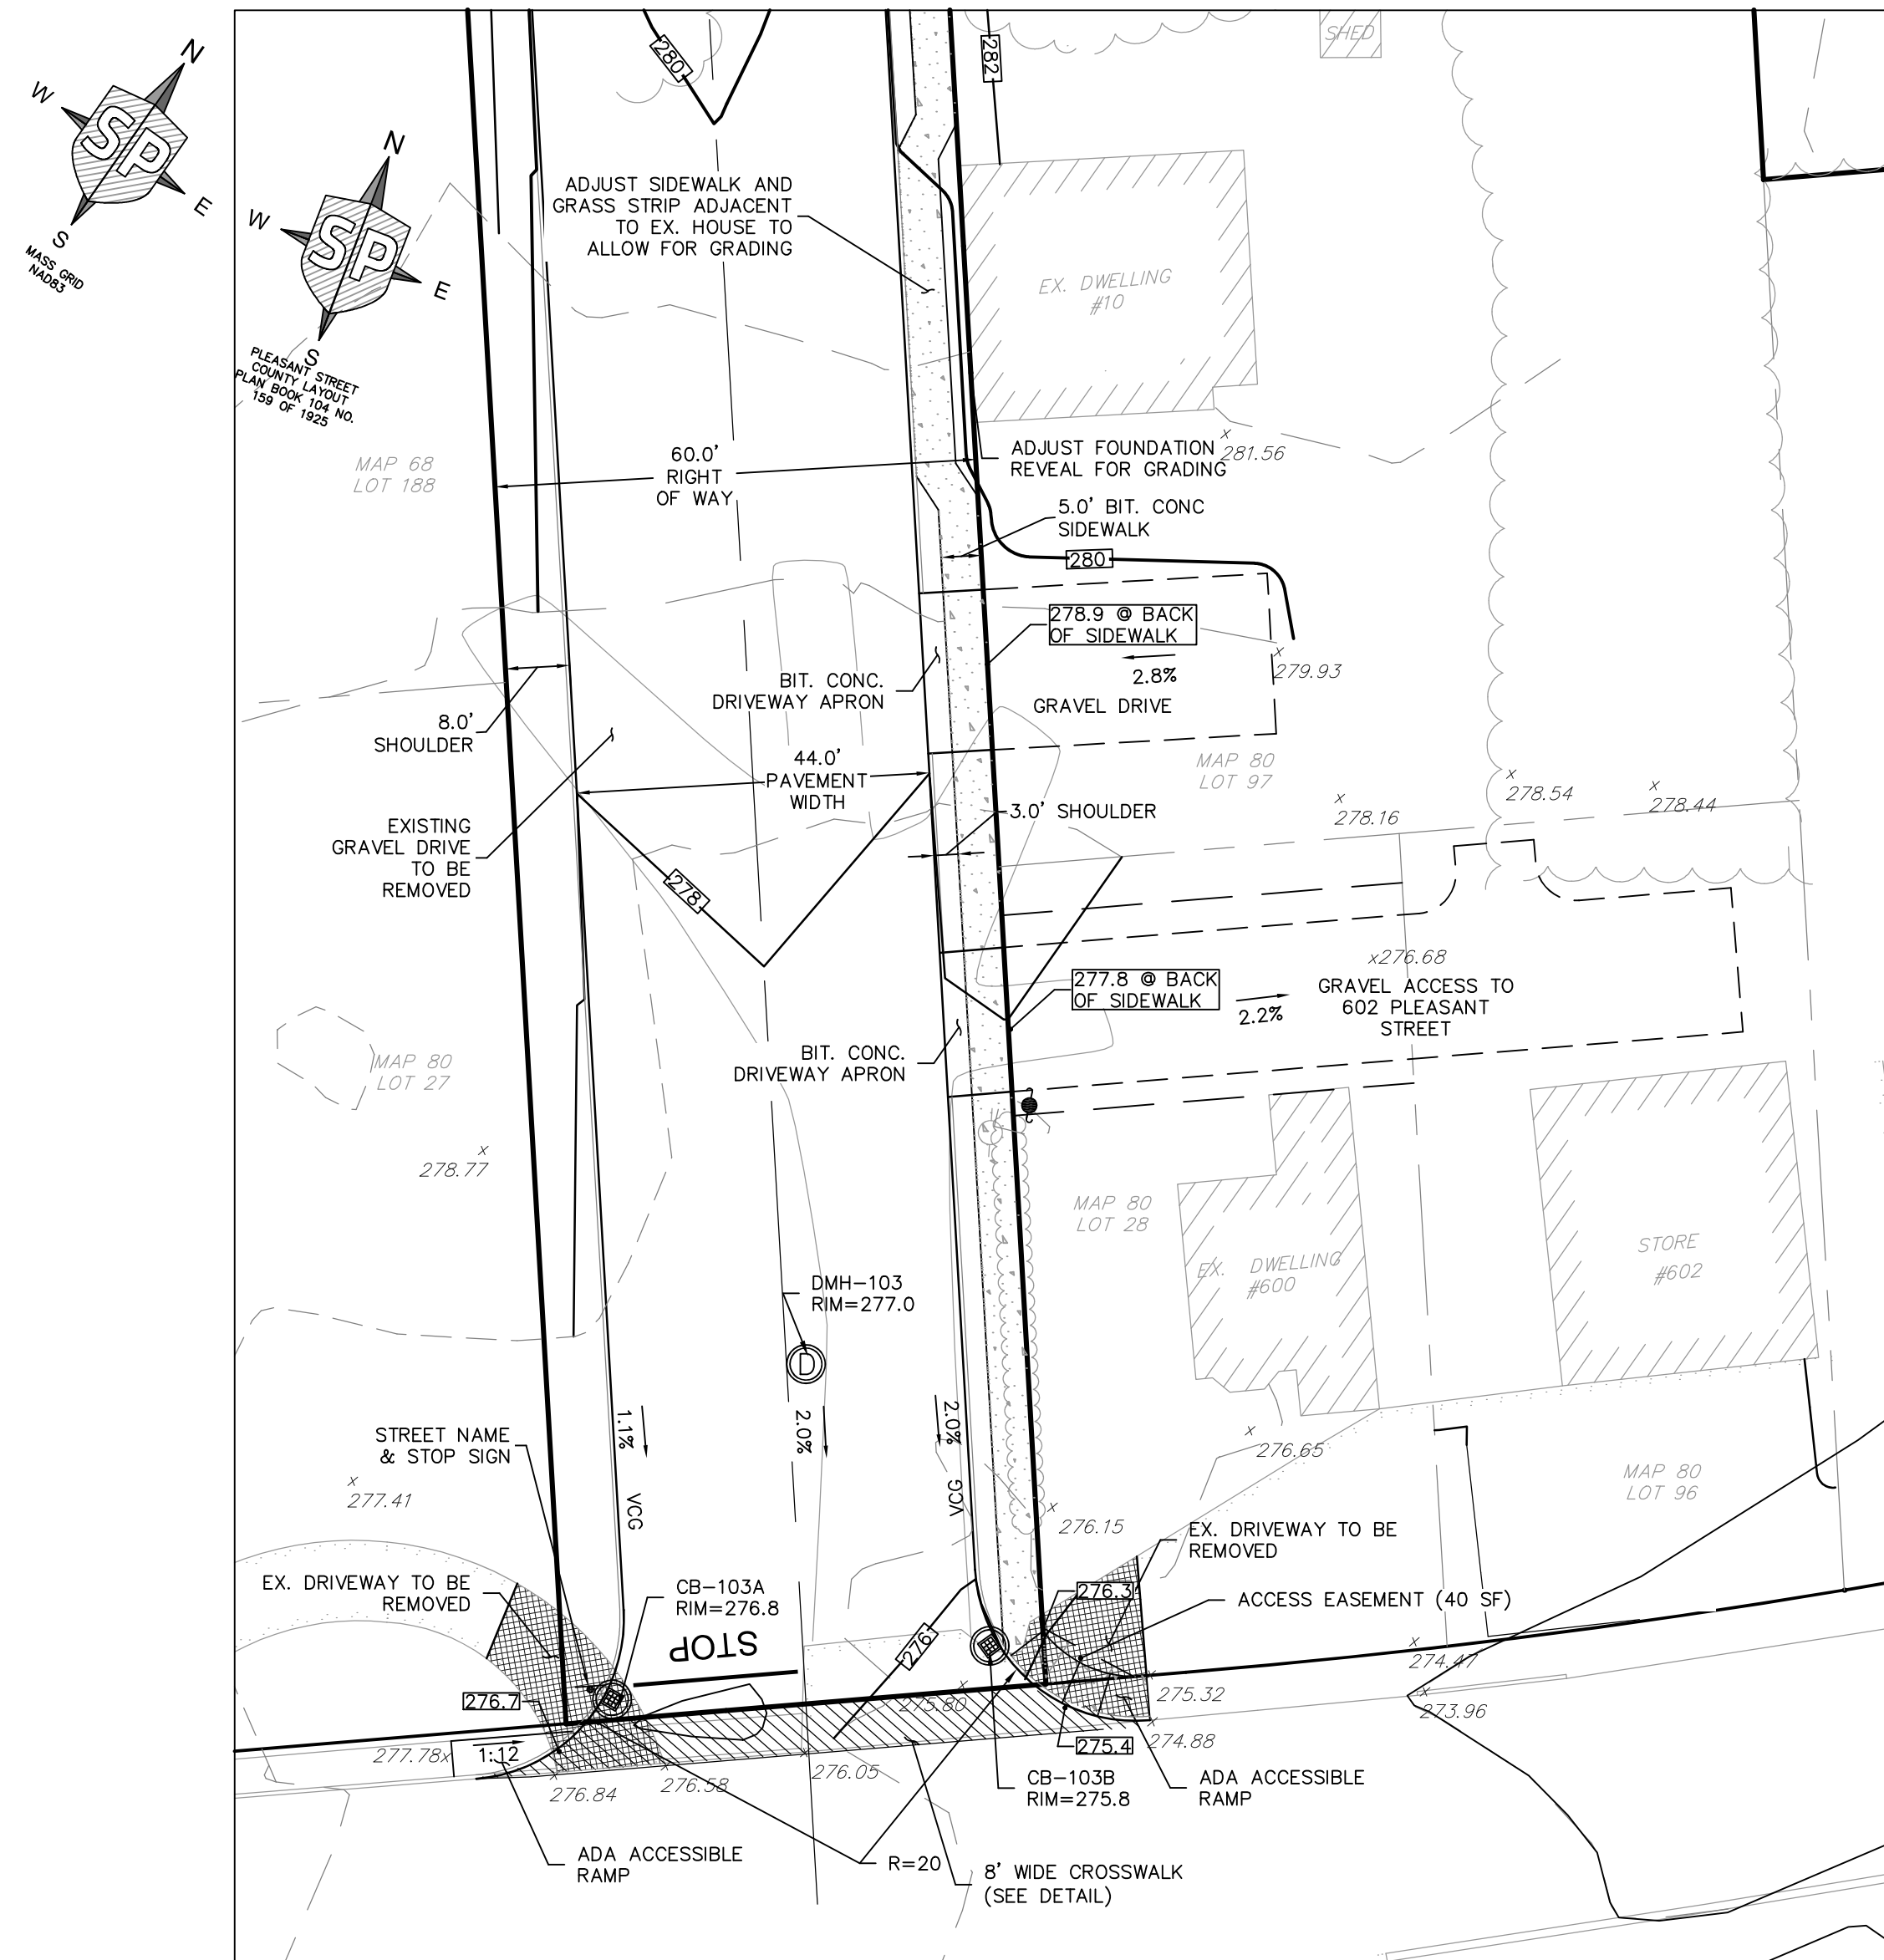 N
W
SP
E
S
MASS GRID
NAD83
N
W
SP
E
S
PLEASANT STREET
COUNTY LAYOUT
PLAN BOOK 104 NO.
159 OF 1925
280
282
SHED
ADJUST SIDEWALK AND
GRASS STRIP ADJACENT
TO EX. HOUSE TO
ALLOW FOR GRADING
EX. DWELLING
#10
MAP 68
LOT 188
60.0'
RIGHT
OF WAY
ADJUST FOUNDATION
REVEAL FOR GRADING
x
281.56
5.0' BIT. CONC
SIDEWALK
280
278.9 @ BACK
OF SIDEWALK
2.8%
x
279.93
BIT. CONC.
DRIVEWAY APRON
GRAVEL DRIVE
8.0'
SHOULDER
44.0'
PAVEMENT
WIDTH
MAP 80
LOT 97
x
278.16
x
278.54
x
278.44
3.0' SHOULDER
EXISTING
GRAVEL DRIVE
TO BE
REMOVED
278
x276.68
277.8 @ BACK
OF SIDEWALK
2.2%
GRAVEL ACCESS TO
602 PLEASANT
STREET
BIT. CONC.
DRIVEWAY APRON
MAP 80
LOT 27
x
278.77
MAP 80
LOT 28
EX. DWELLING
#600
STORE
#602
DMH-103
RIM=277.0
D
1.1%
2.0%
2.0%
STREET NAME
& STOP SIGN
x
277.41
VCG
VCG
x
276.65
MAP 80
LOT 96
x
276.15
EX. DRIVEWAY TO BE
REMOVED
EX. DRIVEWAY TO BE
REMOVED
CB-103A
RIM=276.8
276.3
ACCESS EASEMENT (40 SF)
STOP
276
276.7
x
275.80
x
275.32
x
274.47
x
273.96
277.78x
1:12
x
276.84
x
276.58
x
276.05
275.4
x
274.88
CB-103B
RIM=275.8
ADA ACCESSIBLE
RAMP
ADA ACCESSIBLE
RAMP
R=20
8' WIDE CROSSWALK
(SEE DETAIL)